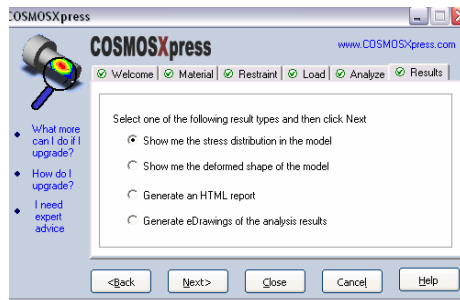 COSMOSXpress
COSMOSXpress
www.COSMOSXpress.com
Welcome Material Restraint Load Analyze Results
Select one of the following result types and then click Next
Show me the stress distribution in the model
Show me the deformed shape of the model
Generate an HTML report
Generate eDrawings of the analysis results
What more
can I do if I
upgrade?
How do I
upgrade?
I need
expert
advice
<Back Next> Close Cancel Help